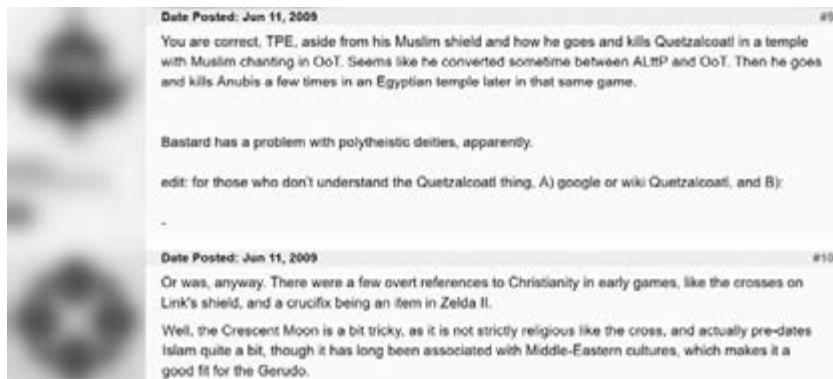 Date Posted: Jun 11, 2009 #9
You are correct, TPE, aside from his Muslim shield and how he goes and kills Quetzalcoatl in a temple
with Muslim chanting in OoT. Seems like he converted sometime between ALttP and OoT. Then he goes
and kills Anubis a few times in an Egyptian temple later in that same game.
Bastard has a problem with polytheistic deities, apparently.
edit: for those who don't understand the Quetzalcoatl thing, A) google or wiki Quetzalcoatl, and B):
-
Date Posted: Jun 11, 2009 #10
Or was, anyway. There were a few overt references to Christianity in early games, like the crosses on
Link's shield, and a crucifix being an item in Zelda II.
Well, the Crescent Moon is a bit tricky, as it is not strictly religious like the cross, and actually pre-dates
Islam quite a bit, though it has long been associated with Middle-Eastern cultures, which makes it a
good fit for the Gerudo.